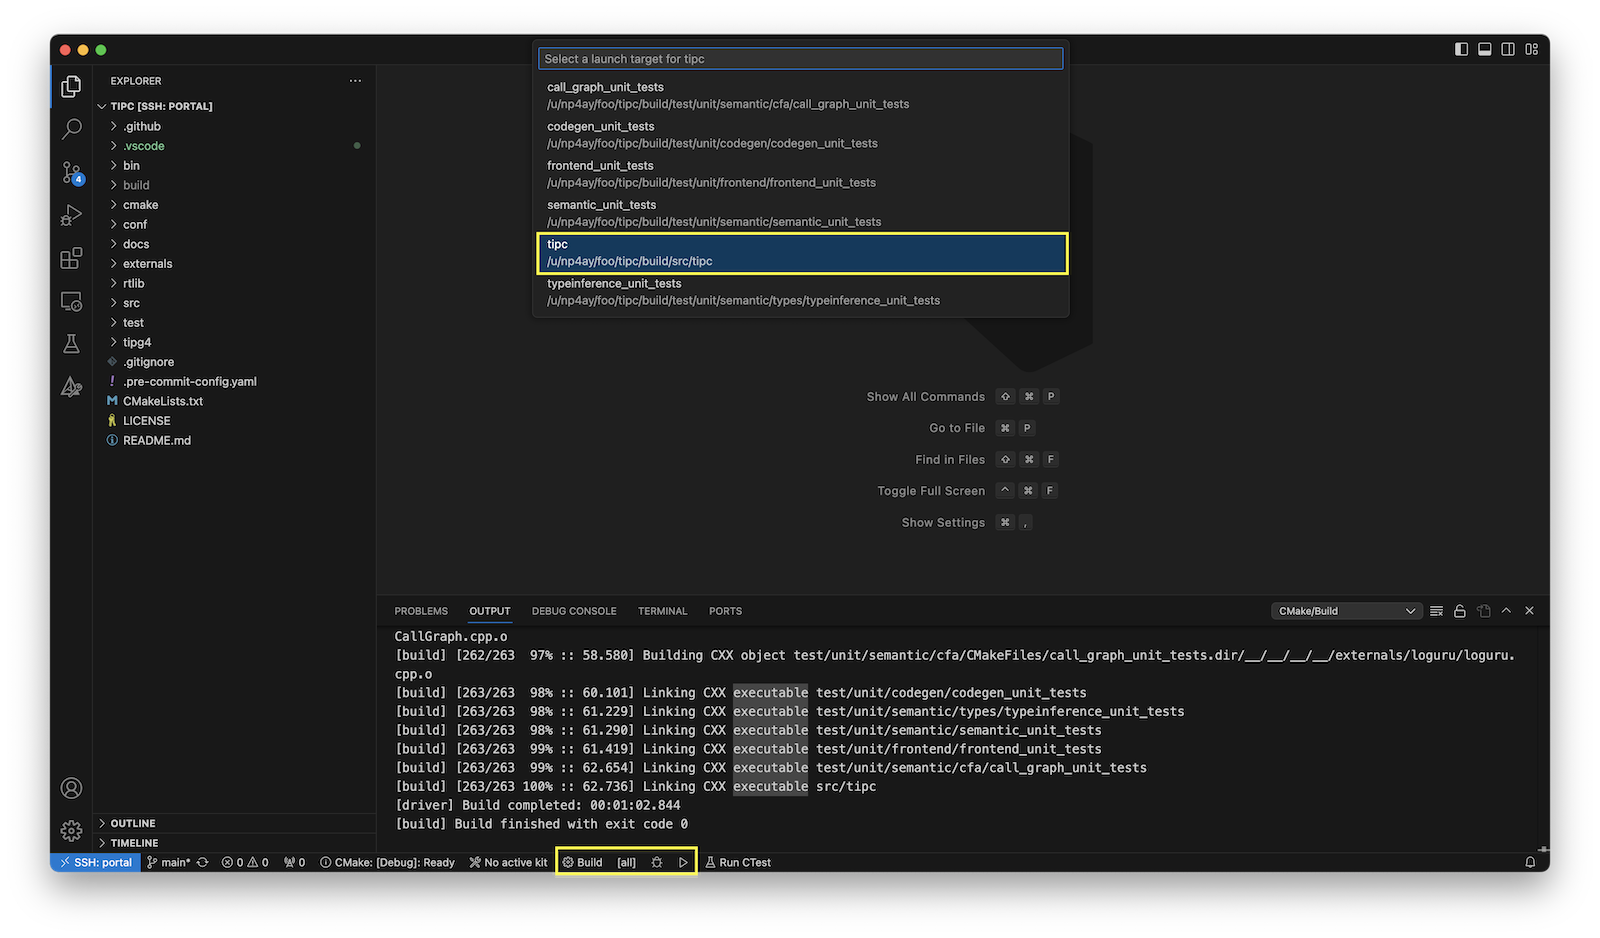 Select a launch target for tipc
call_graph_unit_tests
/u/np4ay/foo/tipc/build/test/unit/semantic/cfa/call_graph_unit_tests
codegen_unit_tests
/u/np4ay/foo/tipc/build/test/unit/codegen/codegen_unit_tests
frontend_unit_tests
/u/np4ay/foo/tipc/build/test/unit/frontend/frontend_unit_tests
semantic_unit_tests
/u/np4ay/foo/tipc/build/test/unit/semantic/semantic_unit_tests
tipc
/u/np4ay/foo/tipc/build/src/tipc
typeinference_unit_tests
/u/np4ay/foo/tipc/build/test/unit/semantic/types/typeinference_unit_tests
EXPLORER
TIPC [SSH: PORTAL]
.github
.vscode
bin
build
cmake
conf
docs
externals
rtlib
src
test
tipg4
.gitignore
! .pre-commit-config.yaml
M CMakeLists.txt
LICENSE
README.md
4
OUTLINE
TIMELINE
Show All Commands ⇧ ⌘ P
Go to File ⌘ P
Find in Files ⇧ ⌘ F
Toggle Full Screen ^ ⌘ F
Show Settings ⌘ ,
PROBLEMS OUTPUT DEBUG CONSOLE TERMINAL PORTS CMake/Build
CallGraph.cpp.o
[build] [262/263  97% :: 58.580] Building CXX object test/unit/semantic/cfa/CMakeFiles/call_graph_unit_tests.dir/__/__/__/__/externals/loguru/loguru.
cpp.o
[build] [263/263  98% :: 60.101] Linking CXX executable test/unit/codegen/codegen_unit_tests
[build] [263/263  98% :: 61.229] Linking CXX executable test/unit/semantic/types/typeinference_unit_tests
[build] [263/263  98% :: 61.290] Linking CXX executable test/unit/semantic/semantic_unit_tests
[build] [263/263  99% :: 61.419] Linking CXX executable test/unit/frontend/frontend_unit_tests
[build] [263/263  99% :: 62.654] Linking CXX executable test/unit/semantic/cfa/call_graph_unit_tests
[build] [263/263 100% :: 62.736] Linking CXX executable src/tipc
[driver] Build completed: 00:01:02.844
[build] Build finished with exit code 0
SSH: portal main* 0 0 0 CMake: [Debug]: Ready No active kit Build [all] Run CTest